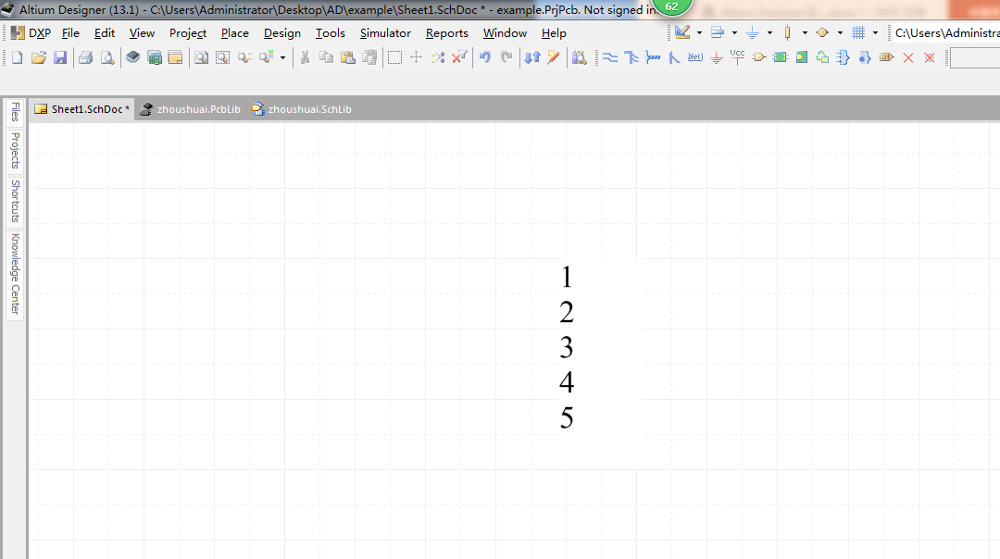 Altium Designer (13.1) - C:\Users\Administrator\Desktop\AD\example\Sheet1.SchDoc * - example.PrjPcb. Not signed in.
62
DXP File Edit View Project Place Design Tools Simulator Reports Window Help
C:\Users\Administra
Net
Vcc
D1
Sheet1.SchDoc *
zhoushuai.PcbLib
zhoushuai.SchLib
Files
Projects
Shortcuts
Knowledge Center
1
2
3
4
5